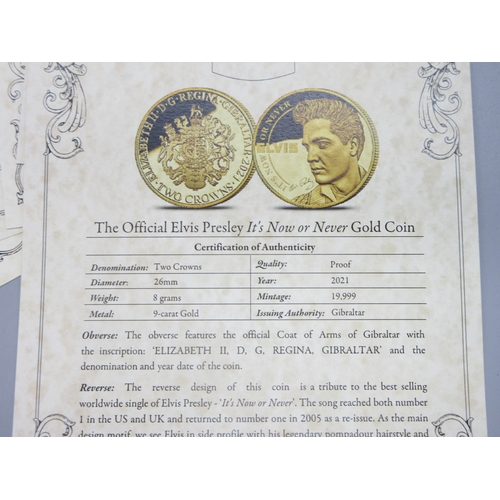 ELIZABETH II · D · G · REGINA · GIBRALTAR · 2021
TWO CROWNS
OR NEVER
ELVIS
IT'S NOW
The Official Elvis Presley It's Now or Never Gold Coin
Certification of Authenticity
Denomination: Two Crowns Quality: Proof
Diameter: 26mm Year: 2021
Weight: 8 grams Mintage: 19,999
Metal: 9-carat Gold Issuing Authority: Gibraltar
Obverse: The obverse features the official Coat of Arms of Gibraltar with
the inscription: 'ELIZABETH II, D, G, REGINA, GIBRALTAR' and the
denomination and year date of the coin.
Reverse: The reverse design of this coin is a tribute to the best selling
worldwide single of Elvis Presley - 'It's Now or Never'. The song reached both number
1 in the US and UK and returned to number one in 2005 as a re-issue. As the main
design motif, we see Elvis in side profile with his legendary pompadour hairstyle and